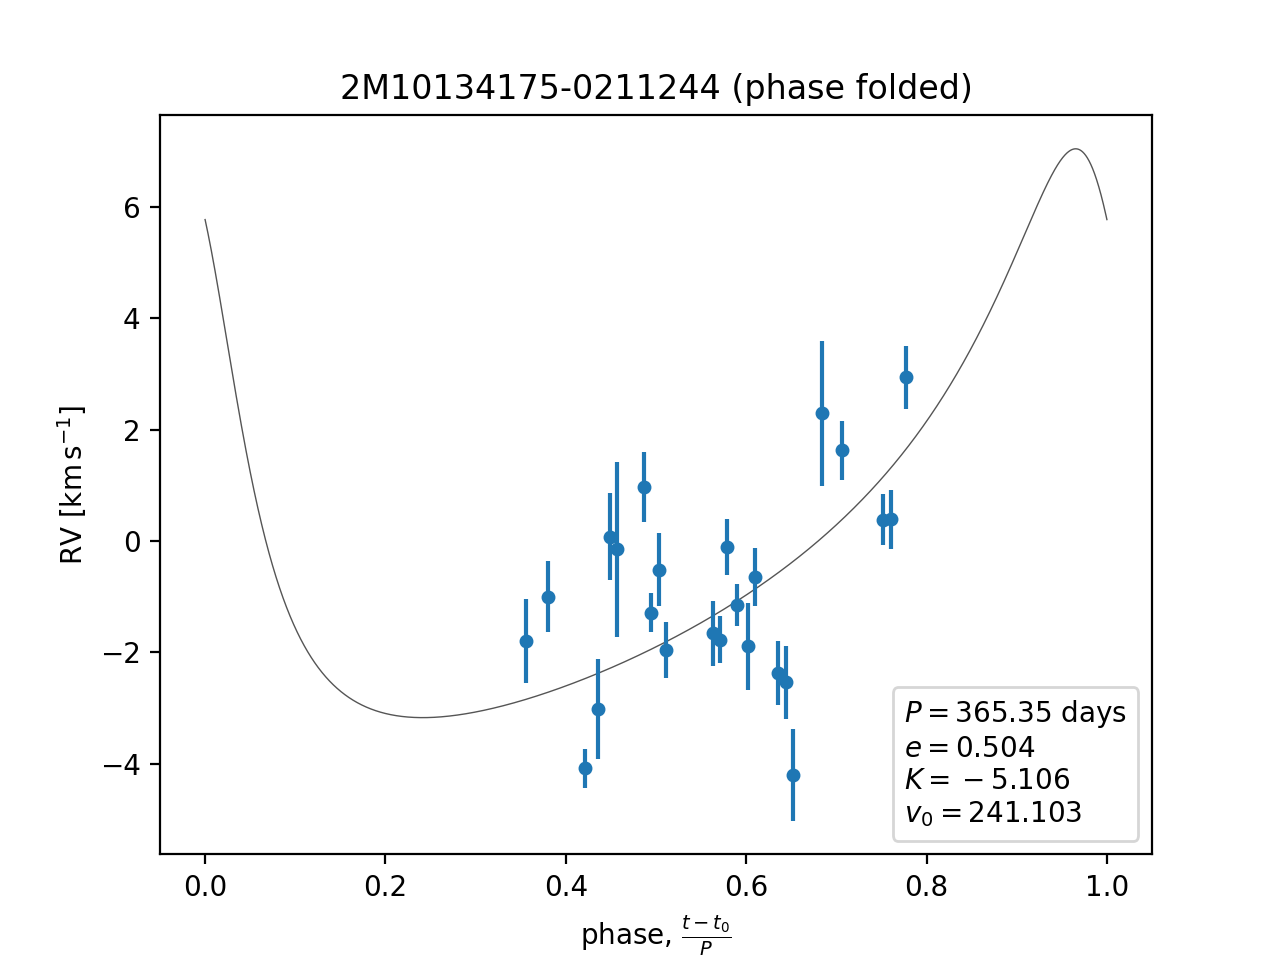 2M10134175-0211244 (phase folded)
RV [km s⁻¹]
6
4
2
0
−2
−4
P = 365.35 days
e = 0.504
K = −5.106
v₀ = 241.103
0.0 0.2 0.4 0.6 0.8 1.0
phase, (t − t₀)/P